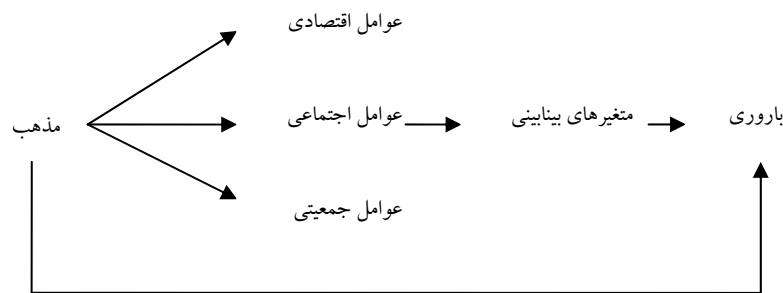 عوامل اقتصادی
مذهب
عوامل اجتماعی
متغیرهای بینابینی
باروری
عوامل جمعیتی